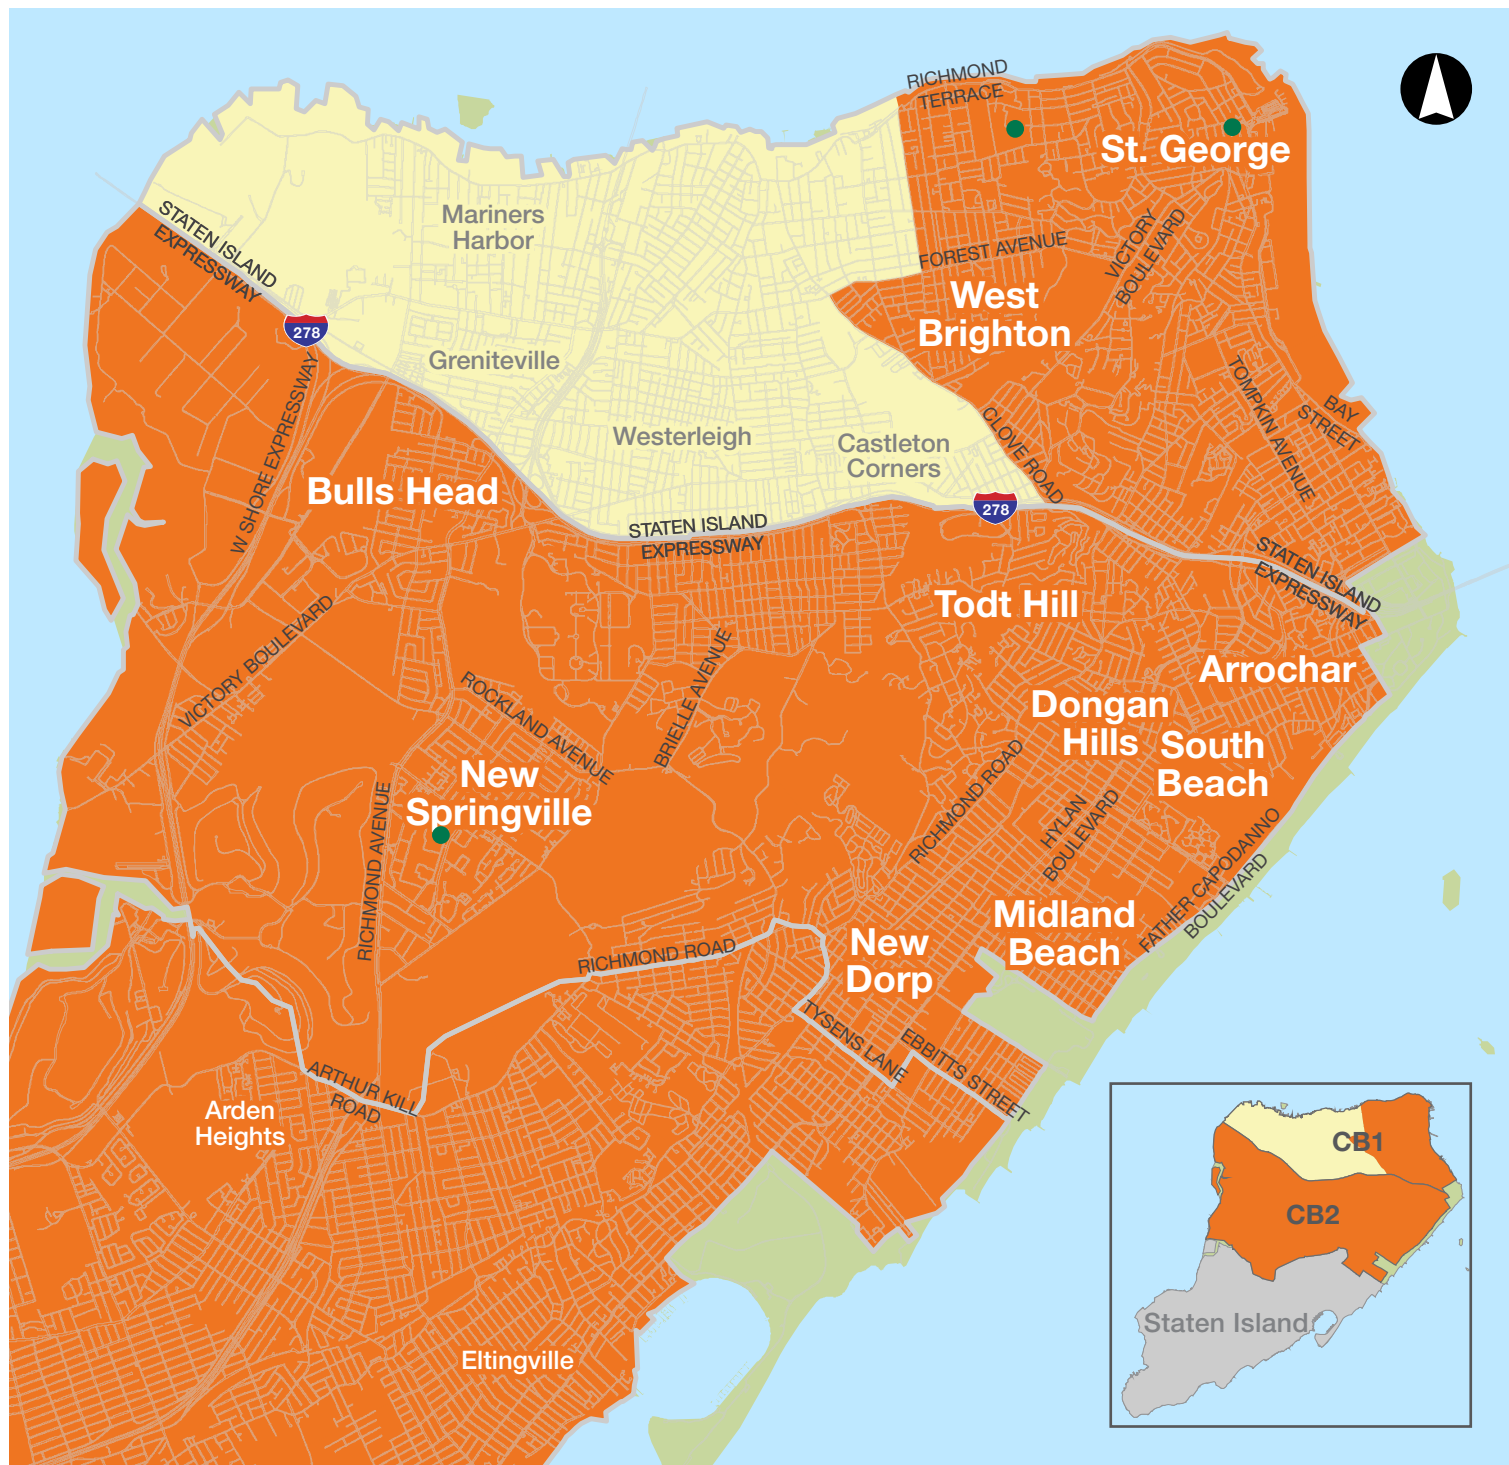 RICHMOND
TERRACE
St. George
Mariners
Harbor
STATEN ISLAND
EXPRESSWAY
FOREST AVENUE
VICTORY
BOULEVARD
West
Brighton
278
Greniteville
W SHORE EXPRESSWAY
Westerleigh
Castleton
Corners
CLOVE ROAD
TOMPKIN AVENUE
BAY
STREET
Bulls Head
278
STATEN ISLAND
EXPRESSWAY
STATEN ISLAND
EXPRESSWAY
Todt Hill
VICTORY BOULEVARD
ROCKLAND AVENUE
BRIELLE AVENUE
Arrochar
Dongan
Hills
South
Beach
New
Springville
RICHMOND AVENUE
RICHMOND ROAD
HYLAN
BOULEVARD
FATHER CAPODANNO
BOULEVARD
Midland
Beach
New
Dorp
RICHMOND ROAD
TYSENS LANE
EBBITTS STREET
ARTHUR KILL
ROAD
Arden
Heights
Eltingville
CB1
CB2
Staten Island